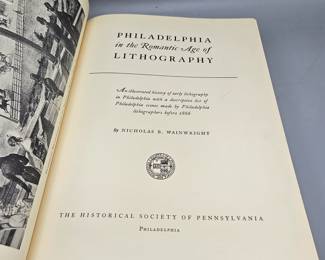 PHILADELPHIA
in the Romantic Age of
LITHOGRAPHY
An illustrated history of early lithography
in Philadelphia with a descriptive list of
Philadelphia scenes made by Philadelphia
lithographers before 1866
By NICHOLAS B. WAINWRIGHT
THE HISTORICAL SOCIETY OF PENNSYLVANIA
PHILADELPHIA